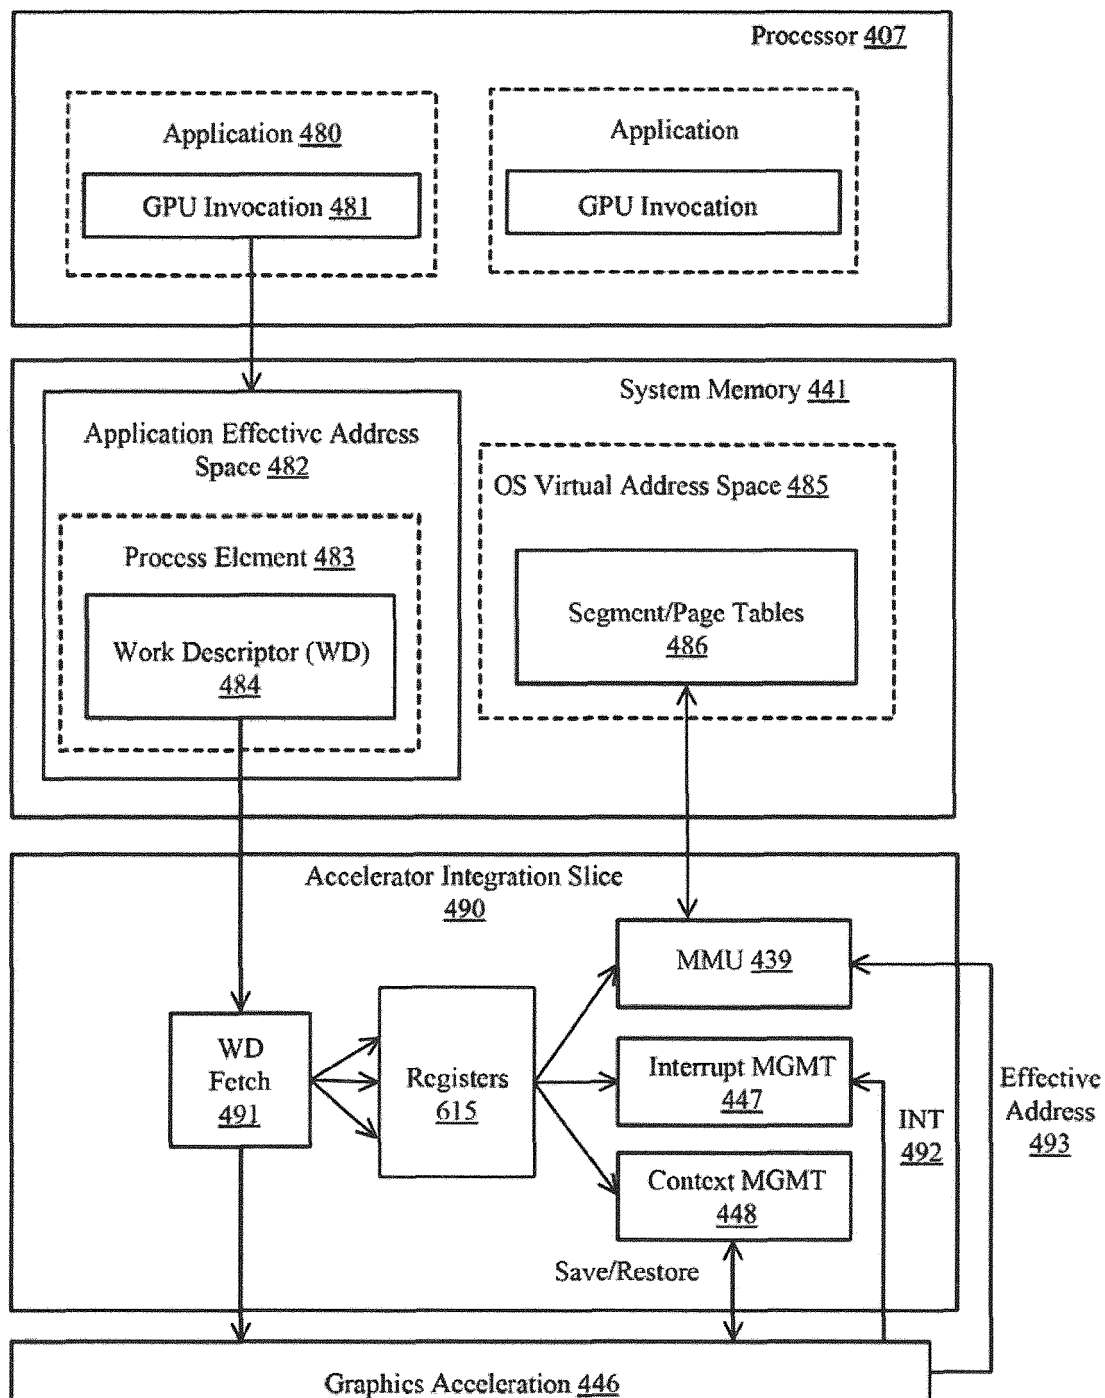 Processor 407
Application 480
GPU Invocation 481
Application
GPU Invocation
System Memory 441
Application Effective Address
Space 482
Process Element 483
Work Descriptor (WD)
484
OS Virtual Address Space 485
Segment/Page Tables
486
Accelerator Integration Slice
490
WD
Fetch
491
Registers
615
MMU 439
Interrupt MGMT
447
Context MGMT
448
Save/Restore
INT
492
Effective
Address
493
Graphics Acceleration 446